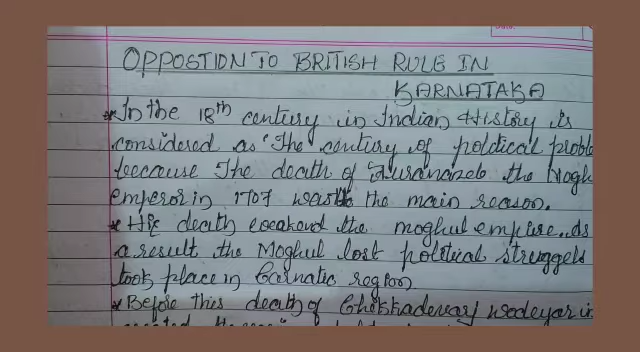 OPPOSTION TO BRITISH RULE IN
KARNATAKA
* In the 18th century in Indian History is
considered as "The century of political proble
because The death of Aurangzeb the Mogh
emperor in 1707 was the main reason.
* His death the moghul empire. As
a result the Moghul lost political struggels
took place in Carnatic region
* Before this death of Chikkadevaraj wodeyar in